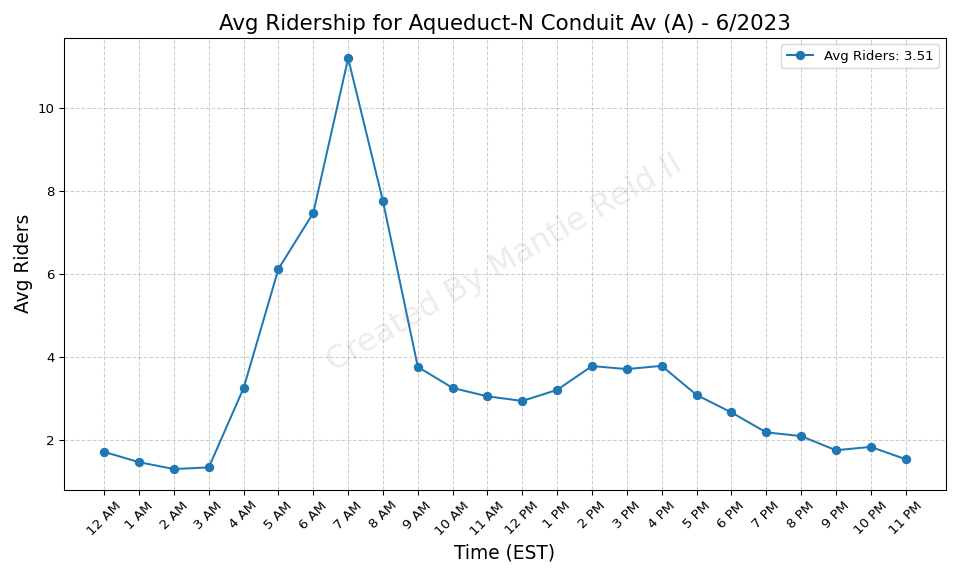 Avg Ridership for Aqueduct-N Conduit Av (A) - 6/2023
Avg Riders: 3.51
10
8
6
4
2
Avg Riders
Created By Mantie Reid II
12 AM
1 AM
2 AM
3 AM
4 AM
5 AM
6 AM
7 AM
8 AM
9 AM
10 AM
11 AM
12 PM
1 PM
2 PM
3 PM
4 PM
5 PM
6 PM
7 PM
8 PM
9 PM
10 PM
11 PM
Time (EST)